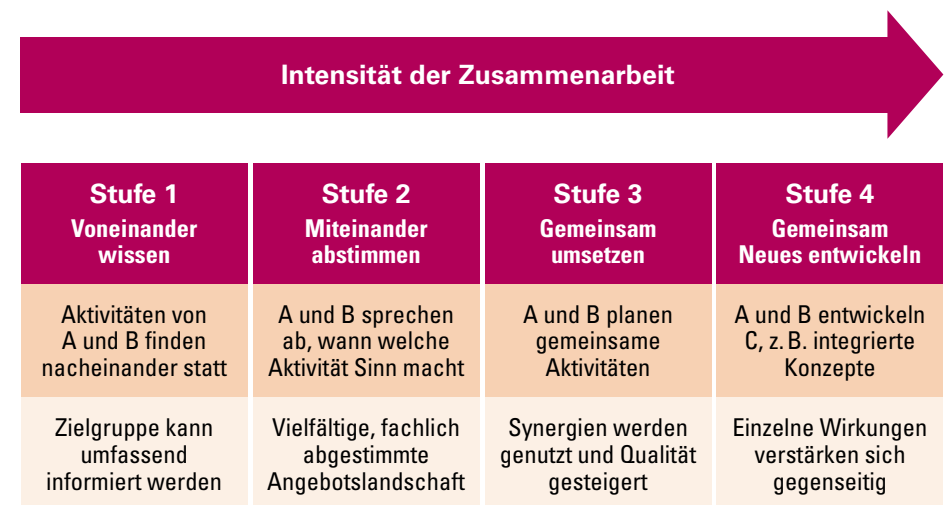 Intensität der Zusammenarbeit
Stufe 1
Voneinander
wissen
Aktivitäten von
A und B finden
nacheinander statt
Zielgruppe kann
umfassend
informiert werden
Stufe 2
Miteinander
abstimmen
A und B sprechen
ab, wann welche
Aktivität Sinn macht
Vielfältige, fachlich
abgestimmte
Angebotslandschaft
Stufe 3
Gemeinsam
umsetzen
A und B planen
gemeinsame
Aktivitäten
Synergien werden
genutzt und Qualität
gesteigert
Stufe 4
Gemeinsam
Neues entwickeln
A und B entwickeln
C, z. B. integrierte
Konzepte
Einzelne Wirkungen
verstärken sich
gegenseitig